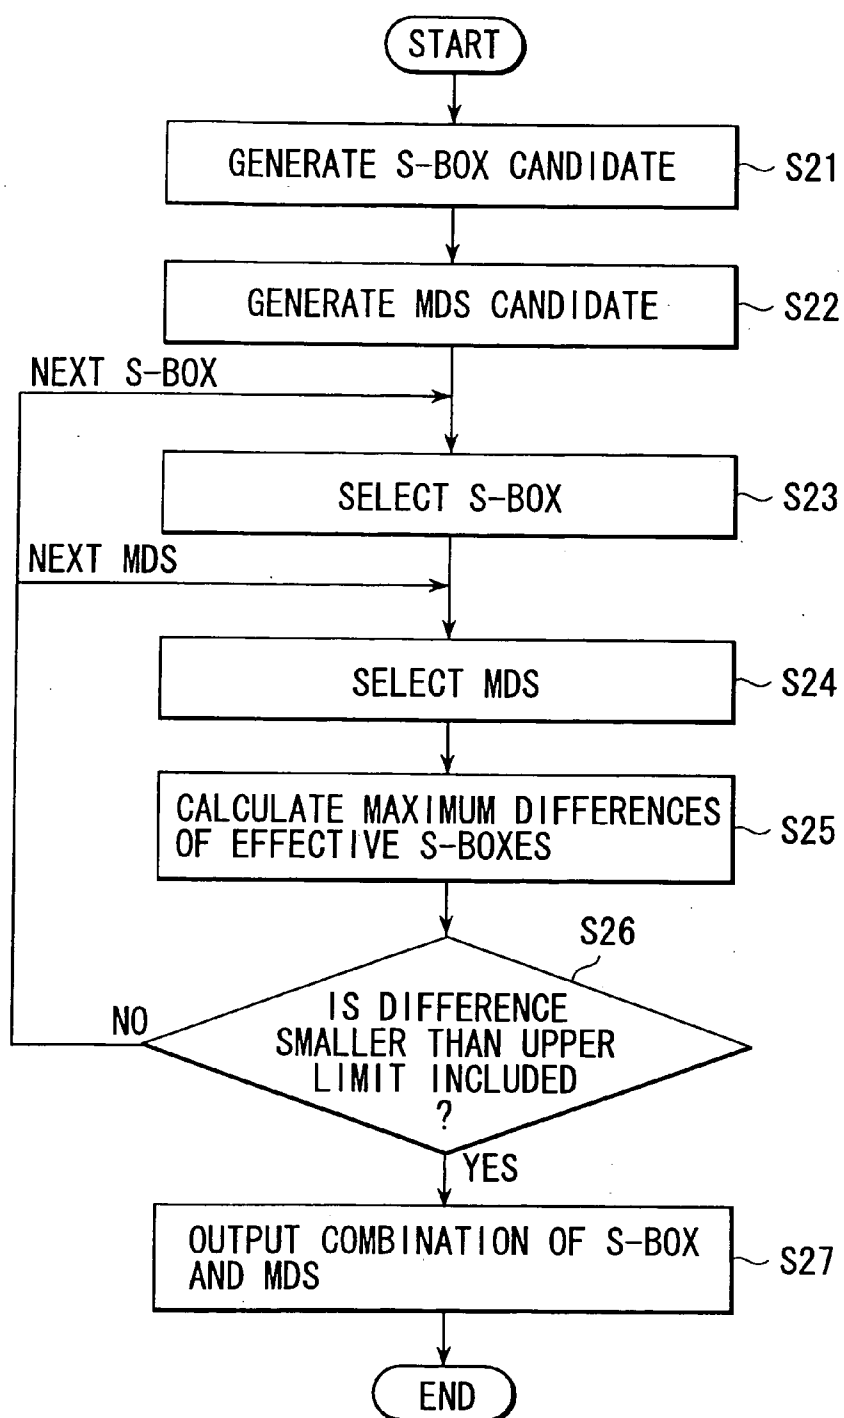 START
GENERATE S-BOX CANDIDATE
S21
GENERATE MDS CANDIDATE
S22
NEXT S-BOX
SELECT S-BOX
S23
NEXT MDS
SELECT MDS
S24
CALCULATE MAXIMUM DIFFERENCES
OF EFFECTIVE S-BOXES
S25
S26
IS DIFFERENCE
SMALLER THAN UPPER
LIMIT INCLUDED
?
NO
YES
OUTPUT COMBINATION OF S-BOX
AND MDS
S27
END